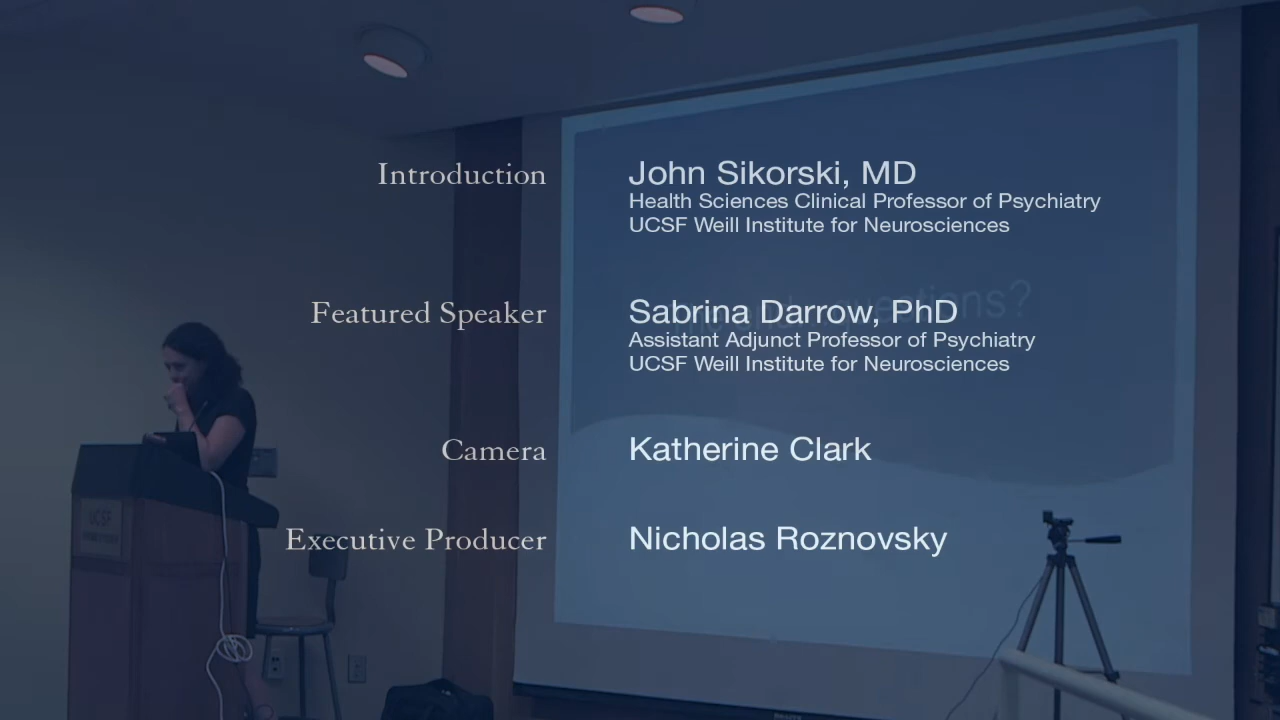 Introduction
John Sikorski, MD
Health Sciences Clinical Professor of Psychiatry
UCSF Weill Institute for Neurosciences
Featured Speaker
Sabrina Darrow, PhD
Assistant Adjunct Professor of Psychiatry
UCSF Weill Institute for Neurosciences
Camera
Katherine Clark
Executive Producer
Nicholas Roznovsky
UCSF